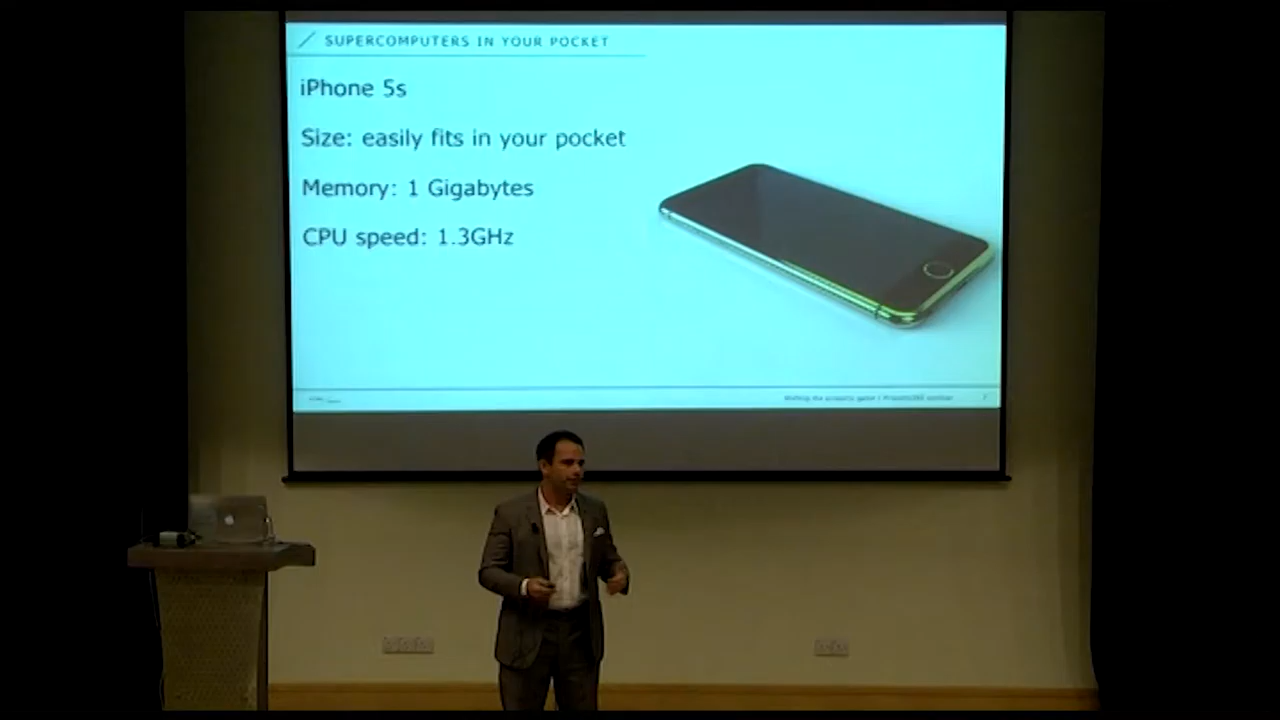 SUPERCOMPUTERS IN YOUR POCKET
iPhone 5s
Size: easily fits in your pocket
Memory: 1 Gigabytes
CPU speed: 1.3GHz